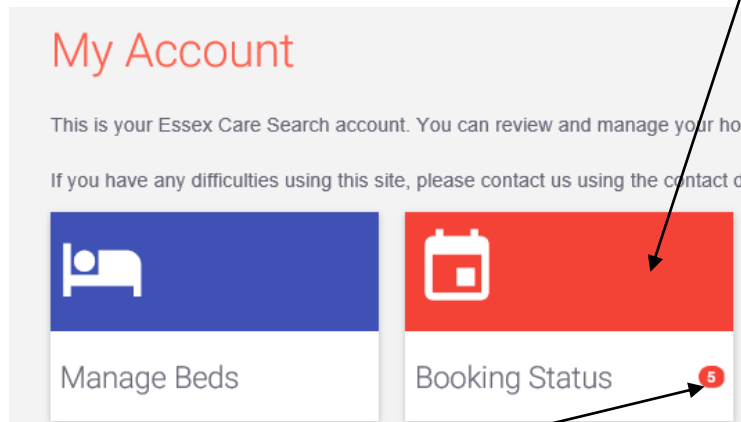 My Account
This is your Essex Care Search account. You can review and manage your ho
If you have any difficulties using this site, please contact us using the contact d
Manage Beds
Booking Status 5